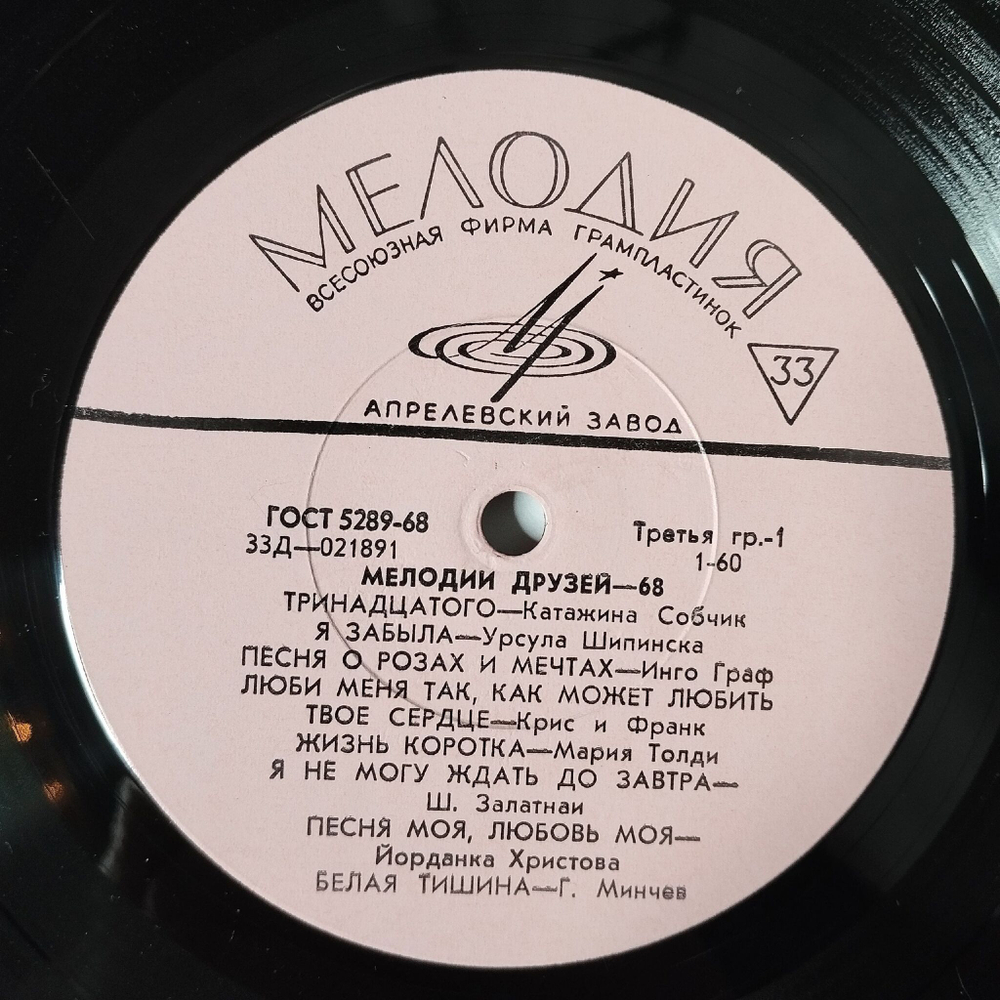 МЕЛОДИЯ
ВСЕСОЮЗНАЯ ФИРМА ГРАМПЛАСТИНОК
33
АПРЕЛЕВСКИЙ ЗАВОД
ГОСТ 5289-68
Третья гр.-1
33Д—021891
1-60
МЕЛОДИИ ДРУЗЕЙ—68
ТРИНАДЦАТОГО—Катажина Собчик
Я ЗАБЫЛА—Урсула Шипинска
ПЕСНЯ О РОЗАХ И МЕЧТАХ—Инго Граф
ЛЮБИ МЕНЯ ТАК, КАК МОЖЕТ ЛЮБИТЬ
ТВОЕ СЕРДЦЕ—Крис и Франк
ЖИЗНЬ КОРОТКА—Мария Толди
Я НЕ МОГУ ЖДАТЬ ДО ЗАВТРА—
Ш. Залатнаи
ПЕСНЯ МОЯ, ЛЮБОВЬ МОЯ—
Йорданка Христова
БЕЛАЯ ТИШИНА—Г. Минчев